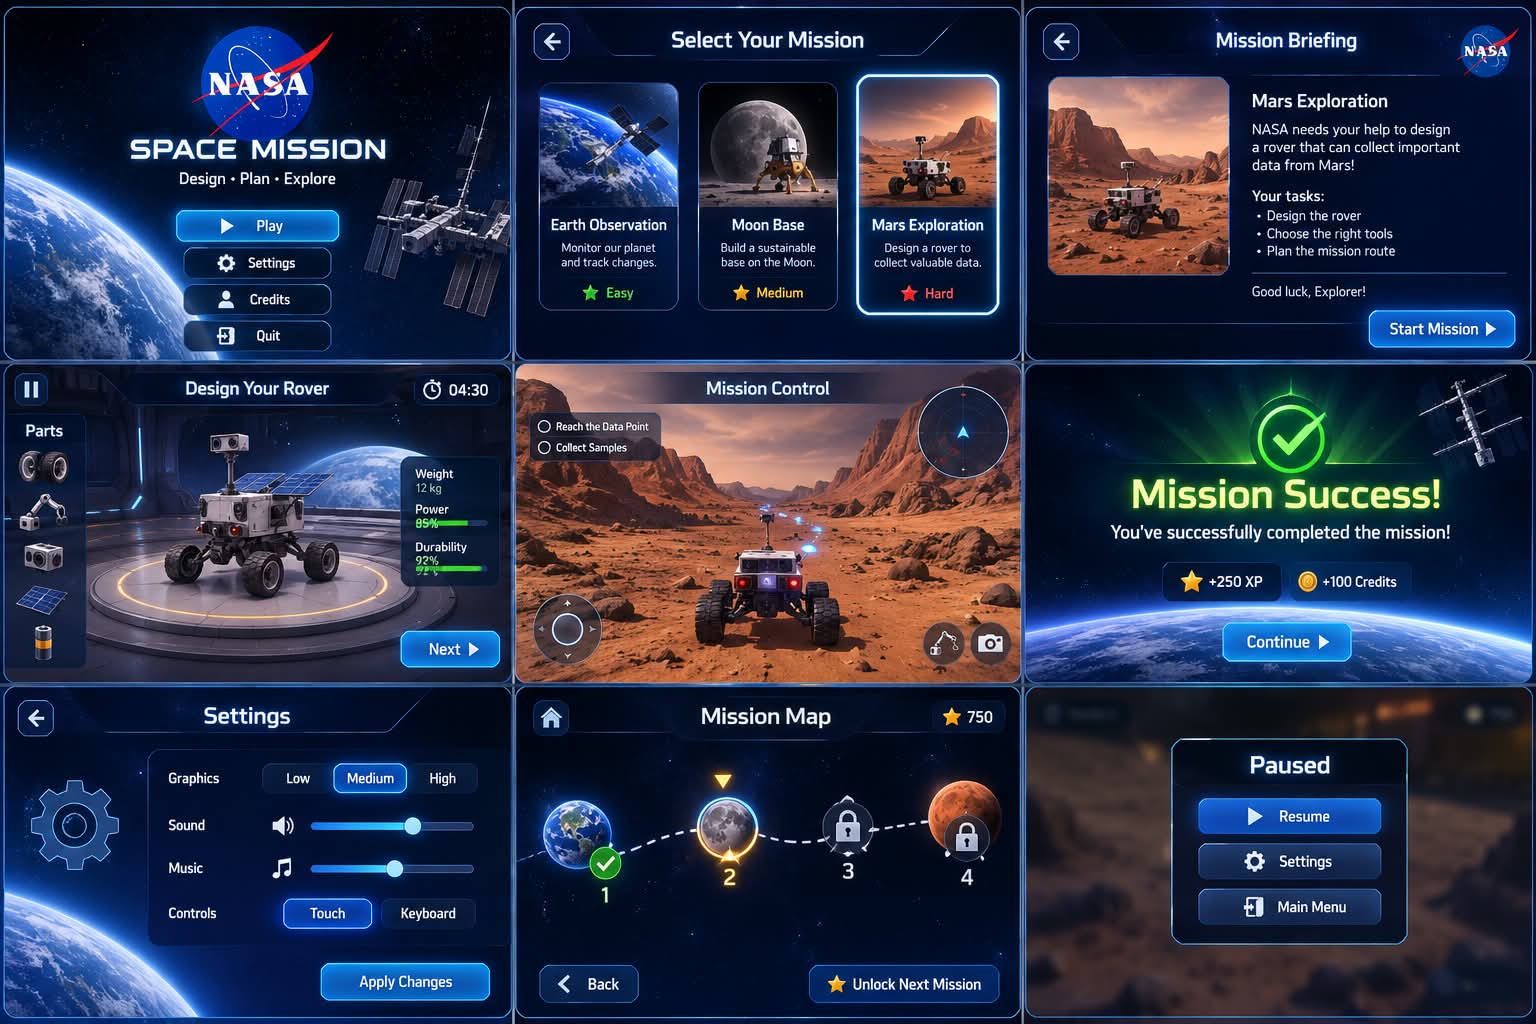 NASA
SPACE MISSION
Design • Plan • Explore
Play
Settings
Credits
Quit
Select Your Mission
Earth Observation
Monitor our planet
and track changes.
Easy
Moon Base
Build a sustainable
base on the Moon.
Medium
Mars Exploration
Design a rover to
collect valuable data.
Hard
Mission Briefing
NASA
Mars Exploration
NASA needs your help to design
a rover that can collect important
data from Mars!
Your tasks:
• Design the rover
• Choose the right tools
• Plan the mission route
Good luck, Explorer!
Start Mission
Design Your Rover
04:30
Parts
Weight
12 kg
Power
85%
Durability
92%
Next
Mission Control
Reach the Data Point
Collect Samples
Mission Success!
You've successfully completed the mission!
+250 XP
+100 Credits
Continue
Settings
Graphics
Low
Medium
High
Sound
Music
Controls
Touch
Keyboard
Apply Changes
Mission Map
750
1
2
3
4
Back
Unlock Next Mission
Paused
Resume
Settings
Main Menu